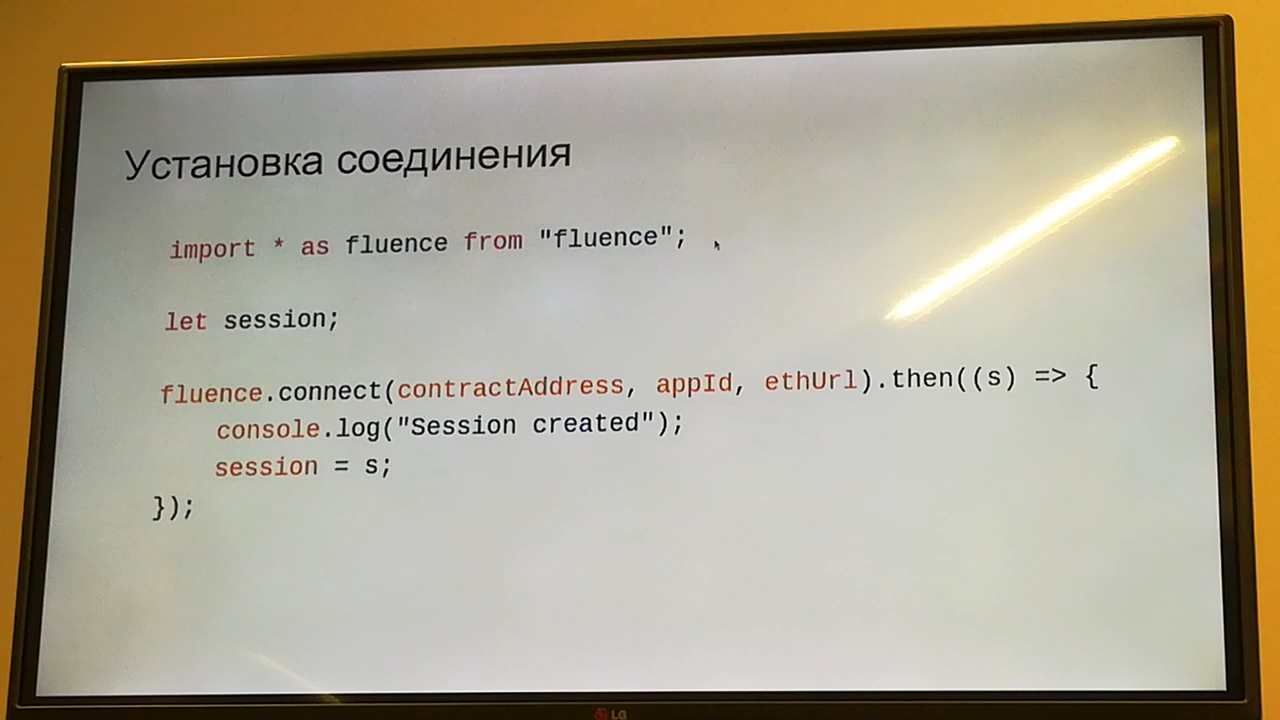 Установка соединения
import * as fluence from "fluence";
let session;
fluence.connect(contractAddress, appId, ethUrl).then((s) => {
console.log("Session created");
session = s;
});
LG